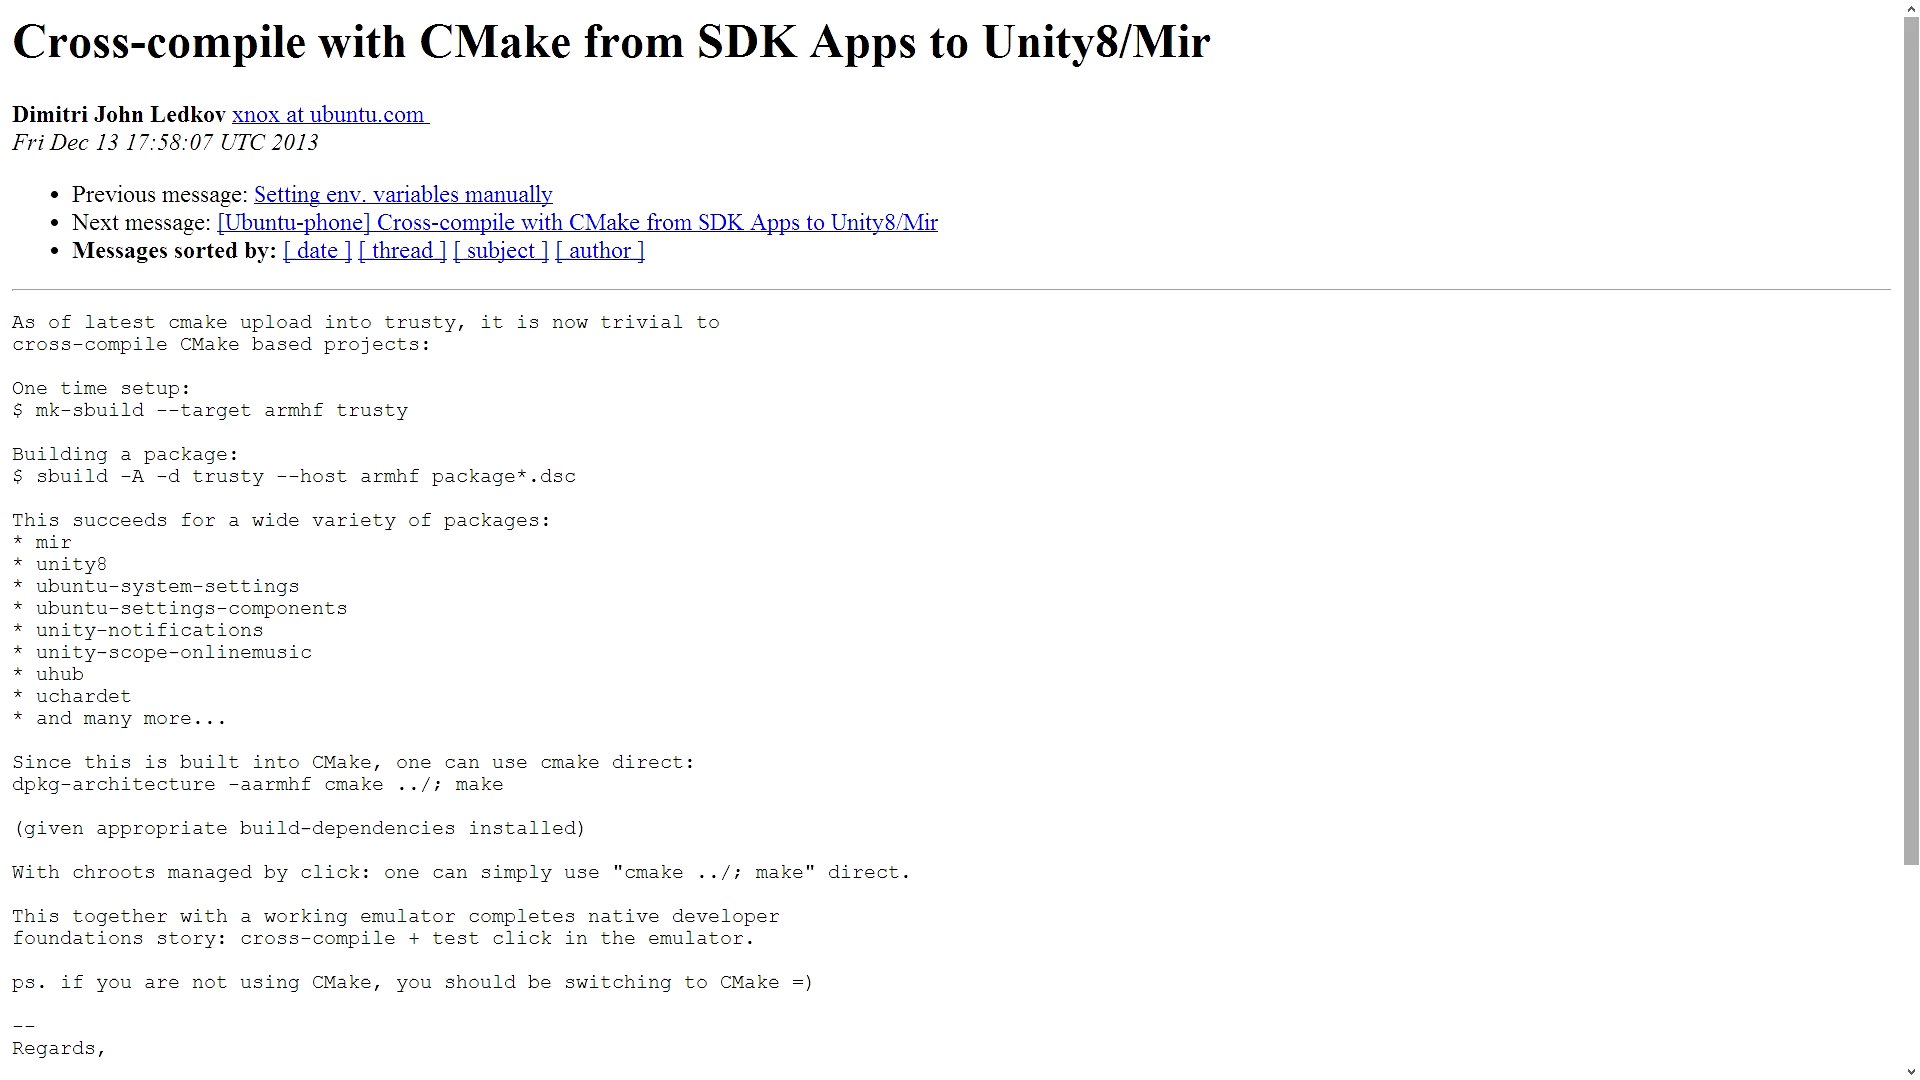 Cross-compile with CMake from SDK Apps to Unity8/Mir
Dimitri John Ledkov xnox at ubuntu.com
Fri Dec 13 17:58:07 UTC 2013
• Previous message: Setting env. variables manually
• Next message: [Ubuntu-phone] Cross-compile with CMake from SDK Apps to Unity8/Mir
• Messages sorted by: [ date ] [ thread ] [ subject ] [ author ]
As of latest cmake upload into trusty, it is now trivial to
cross-compile CMake based projects:
One time setup:
$ mk-sbuild --target armhf trusty
Building a package:
$ sbuild -A -d trusty --host armhf package*.dsc
This succeeds for a wide variety of packages:
* mir
* unity8
* ubuntu-system-settings
* ubuntu-settings-components
* unity-notifications
* unity-scope-onlinemusic
* uhub
* uchardet
* and many more...
Since this is built into CMake, one can use cmake direct:
dpkg-architecture -aarmhf cmake ../; make
(given appropriate build-dependencies installed)
With chroots managed by click: one can simply use "cmake ../; make" direct.
This together with a working emulator completes native developer
foundations story: cross-compile + test click in the emulator.
ps. if you are not using CMake, you should be switching to CMake =)
--
Regards,